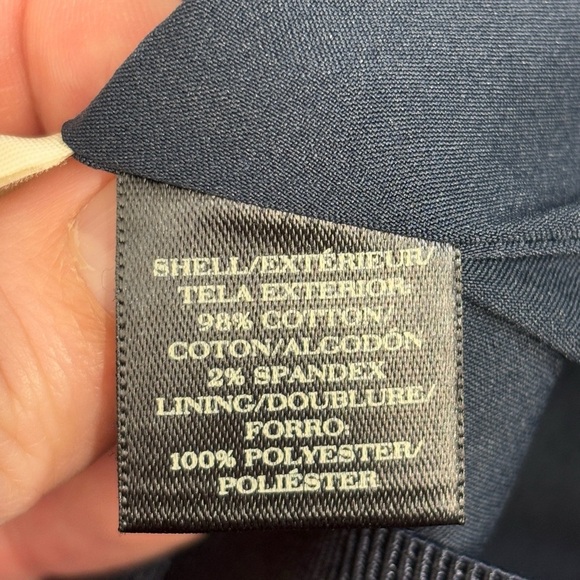 SHELL/EXTÉRIEUR/
TELA EXTERIOR:
98% COTTON/
COTON/ALGODÓN
2% SPANDEX
LINING/DOUBLURE/
FORRO:
100% POLYESTER/
POLIÉSTER